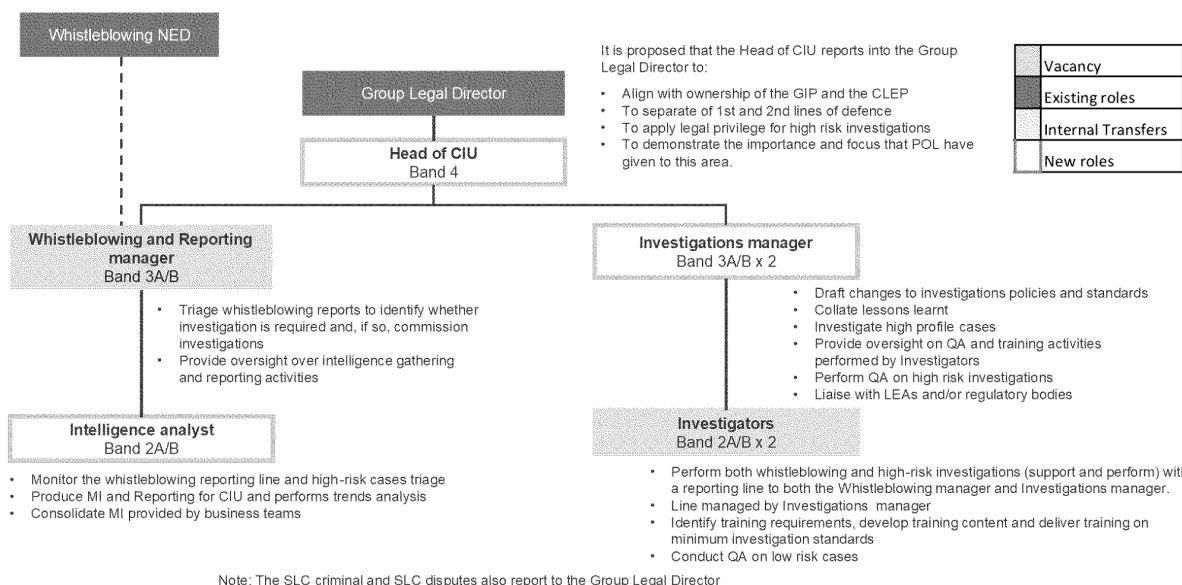 Whistleblowing NED
It is proposed that the Head of CIU reports into the Group
Legal Director to:
• Align with ownership of the GIP and the CLEP
• To separate of 1st and 2nd lines of defence
• To apply legal privilege for high risk investigations
• To demonstrate the importance and focus that POL have
given to this area.
Vacancy
Existing roles
Internal Transfers
New roles
Group Legal Director
Head of CIU
Band 4
Whistleblowing and Reporting
manager
Band 3A/B
Investigations manager
Band 3A/B x 2
• Triage whistleblowing reports to identify whether
investigation is required and, if so, commission
investigations
• Provide oversight over intelligence gathering
and reporting activities
• Draft changes to investigations policies and standards
• Collate lessons learnt
• Investigate high profile cases
• Provide oversight on QA and training activities
performed by Investigators
• Perform QA on high risk investigations
• Liaise with LEAs and/or regulatory bodies
Intelligence analyst
Band 2A/B
Investigators
Band 2A/B x 2
• Monitor the whistleblowing reporting line and high-risk cases triage
• Produce MI and Reporting for CIU and performs trends analysis
• Consolidate MI provided by business teams
• Perform both whistleblowing and high-risk investigations (support and perform) with
a reporting line to both the Whistleblowing manager and Investigations manager.
• Line managed by Investigations manager
• Identify training requirements, develop training content and deliver training on
minimum investigation standards
• Conduct QA on low risk cases
Note: The SLC criminal and SLC disputes also report to the Group Legal Director